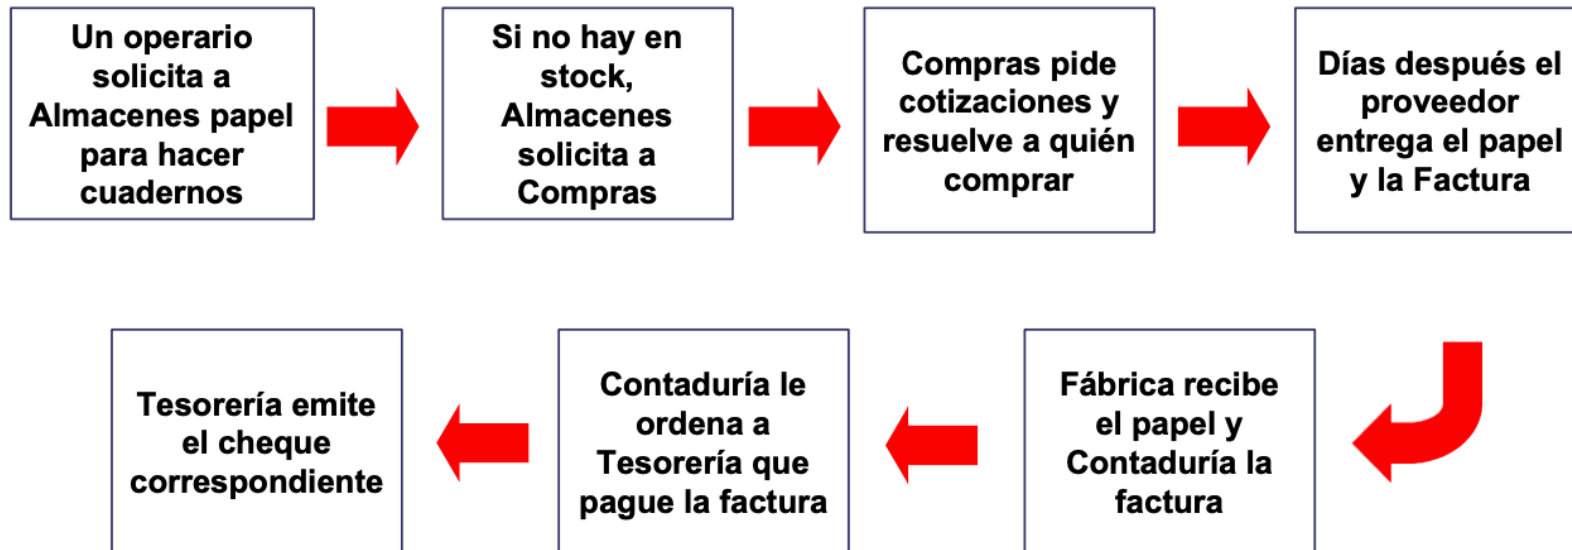 Un operario
solicita a
Almacenes papel
para hacer
cuadernos
Si no hay en
stock,
Almacenes
solicita a
Compras
Compras pide
cotizaciones y
resuelve a quién
comprar
Días después el
proveedor
entrega el papel
y la Factura
Fábrica recibe
el papel y
Contaduría la
factura
Contaduría le
ordena a
Tesorería que
pague la factura
Tesorería emite
el cheque
correspondiente